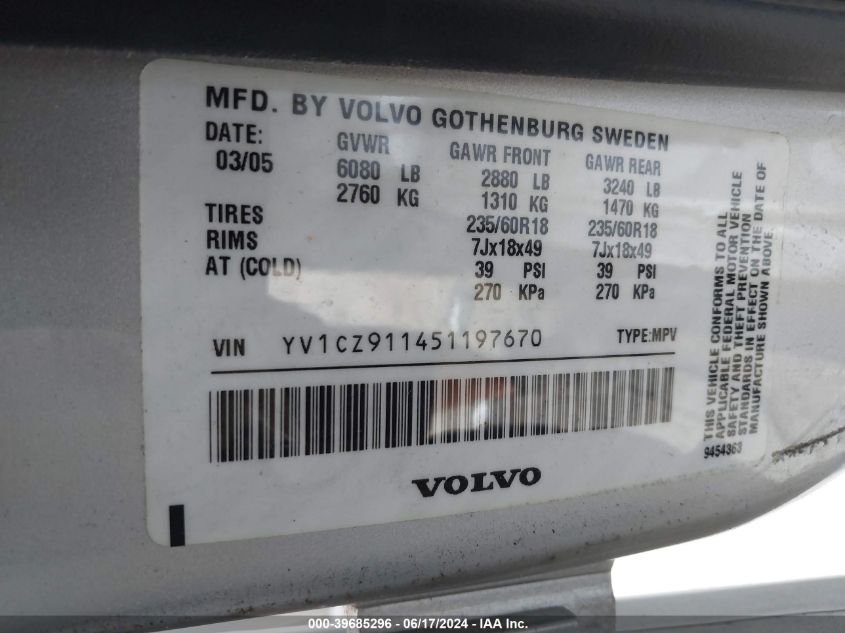 MFD. BY VOLVO GOTHENBURG SWEDEN
DATE: GVWR GAWR FRONT GAWR REAR
03/05 6080 LB 2880 LB 3240 LB
2760 KG 1310 KG 1470 KG
TIRES 235/60R18 235/60R18
RIMS 7Jx18x49 7Jx18x49
AT (COLD) 39 PSI 39 PSI
270 KPa 270 KPa
VIN YV1CZ911451197670 TYPE:MPV
VOLVO
THIS VEHICLE CONFORMS TO ALL
APPLICABLE FEDERAL MOTOR VEHICLE
SAFETY AND THEFT PREVENTION
STANDARDS IN EFFECT ON THE DATE OF
MANUFACTURE SHOWN ABOVE.
9454363
000-39685296 - 06/17/2024 - IAA Inc.